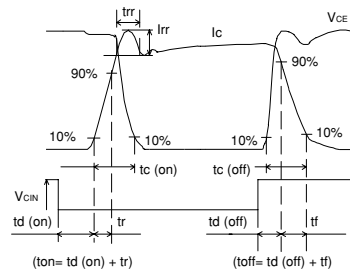 trr
Irr
Ic
VCE
90%
90%
10%
10%
10%
10%
tc (on)
tc (off)
VCIN
td (on)
tr
td (off)
tf
(ton= td (on) + tr)
(toff= td (off) + tf)